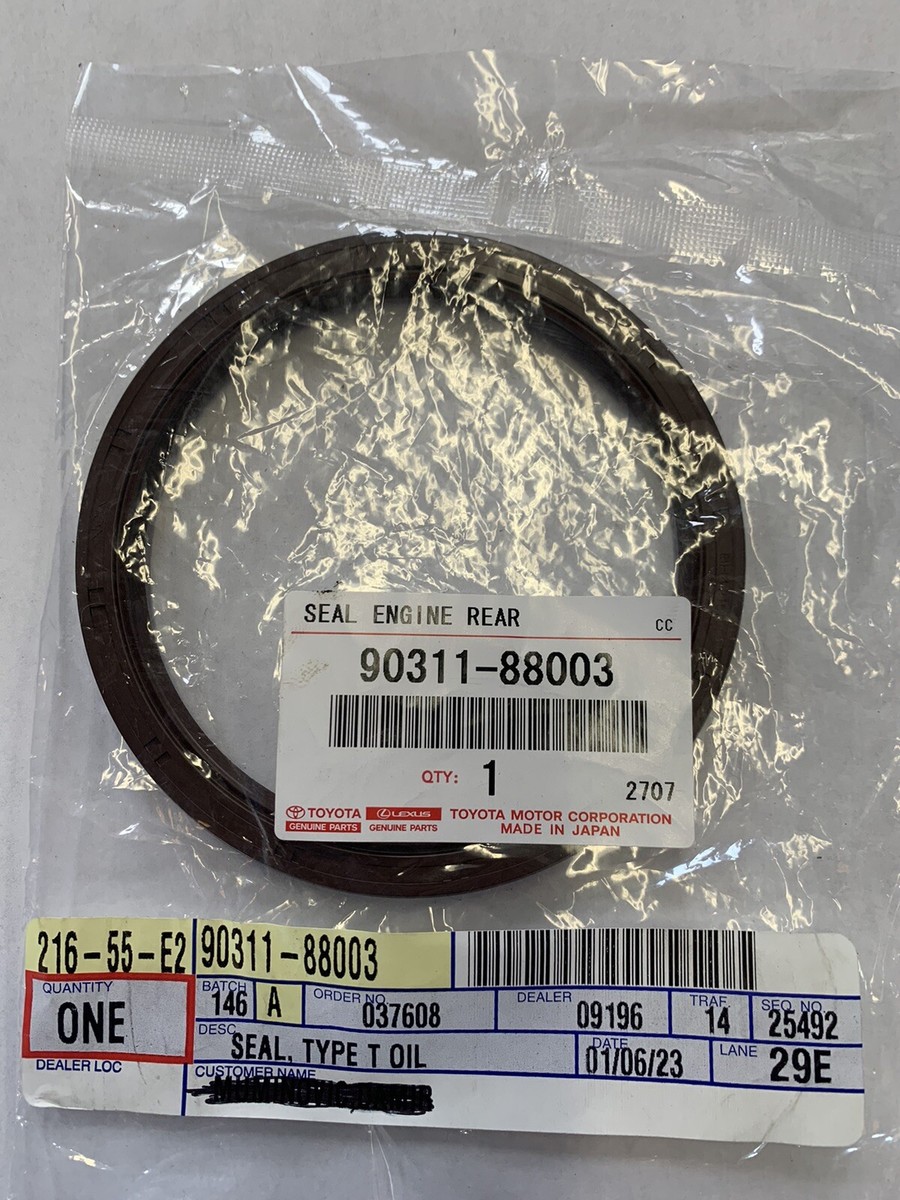 SEAL ENGINE REAR
CC
90311-88003
QTY: 1
2707
TOYOTA LEXUS TOYOTA MOTOR CORPORATION
GENUINE PARTS GENUINE PARTS MADE IN JAPAN
216-55-E2 90311-88003
QUANTITY
ONE
BATCH
146 A
ORDER NO.
037608
DEALER
09196
TRAF.
14
SEQ. NO.
25492
DESC.
SEAL, TYPE T OIL
DATE
01/06/23
LANE
29E
DEALER LOC
CUSTOMER NAME